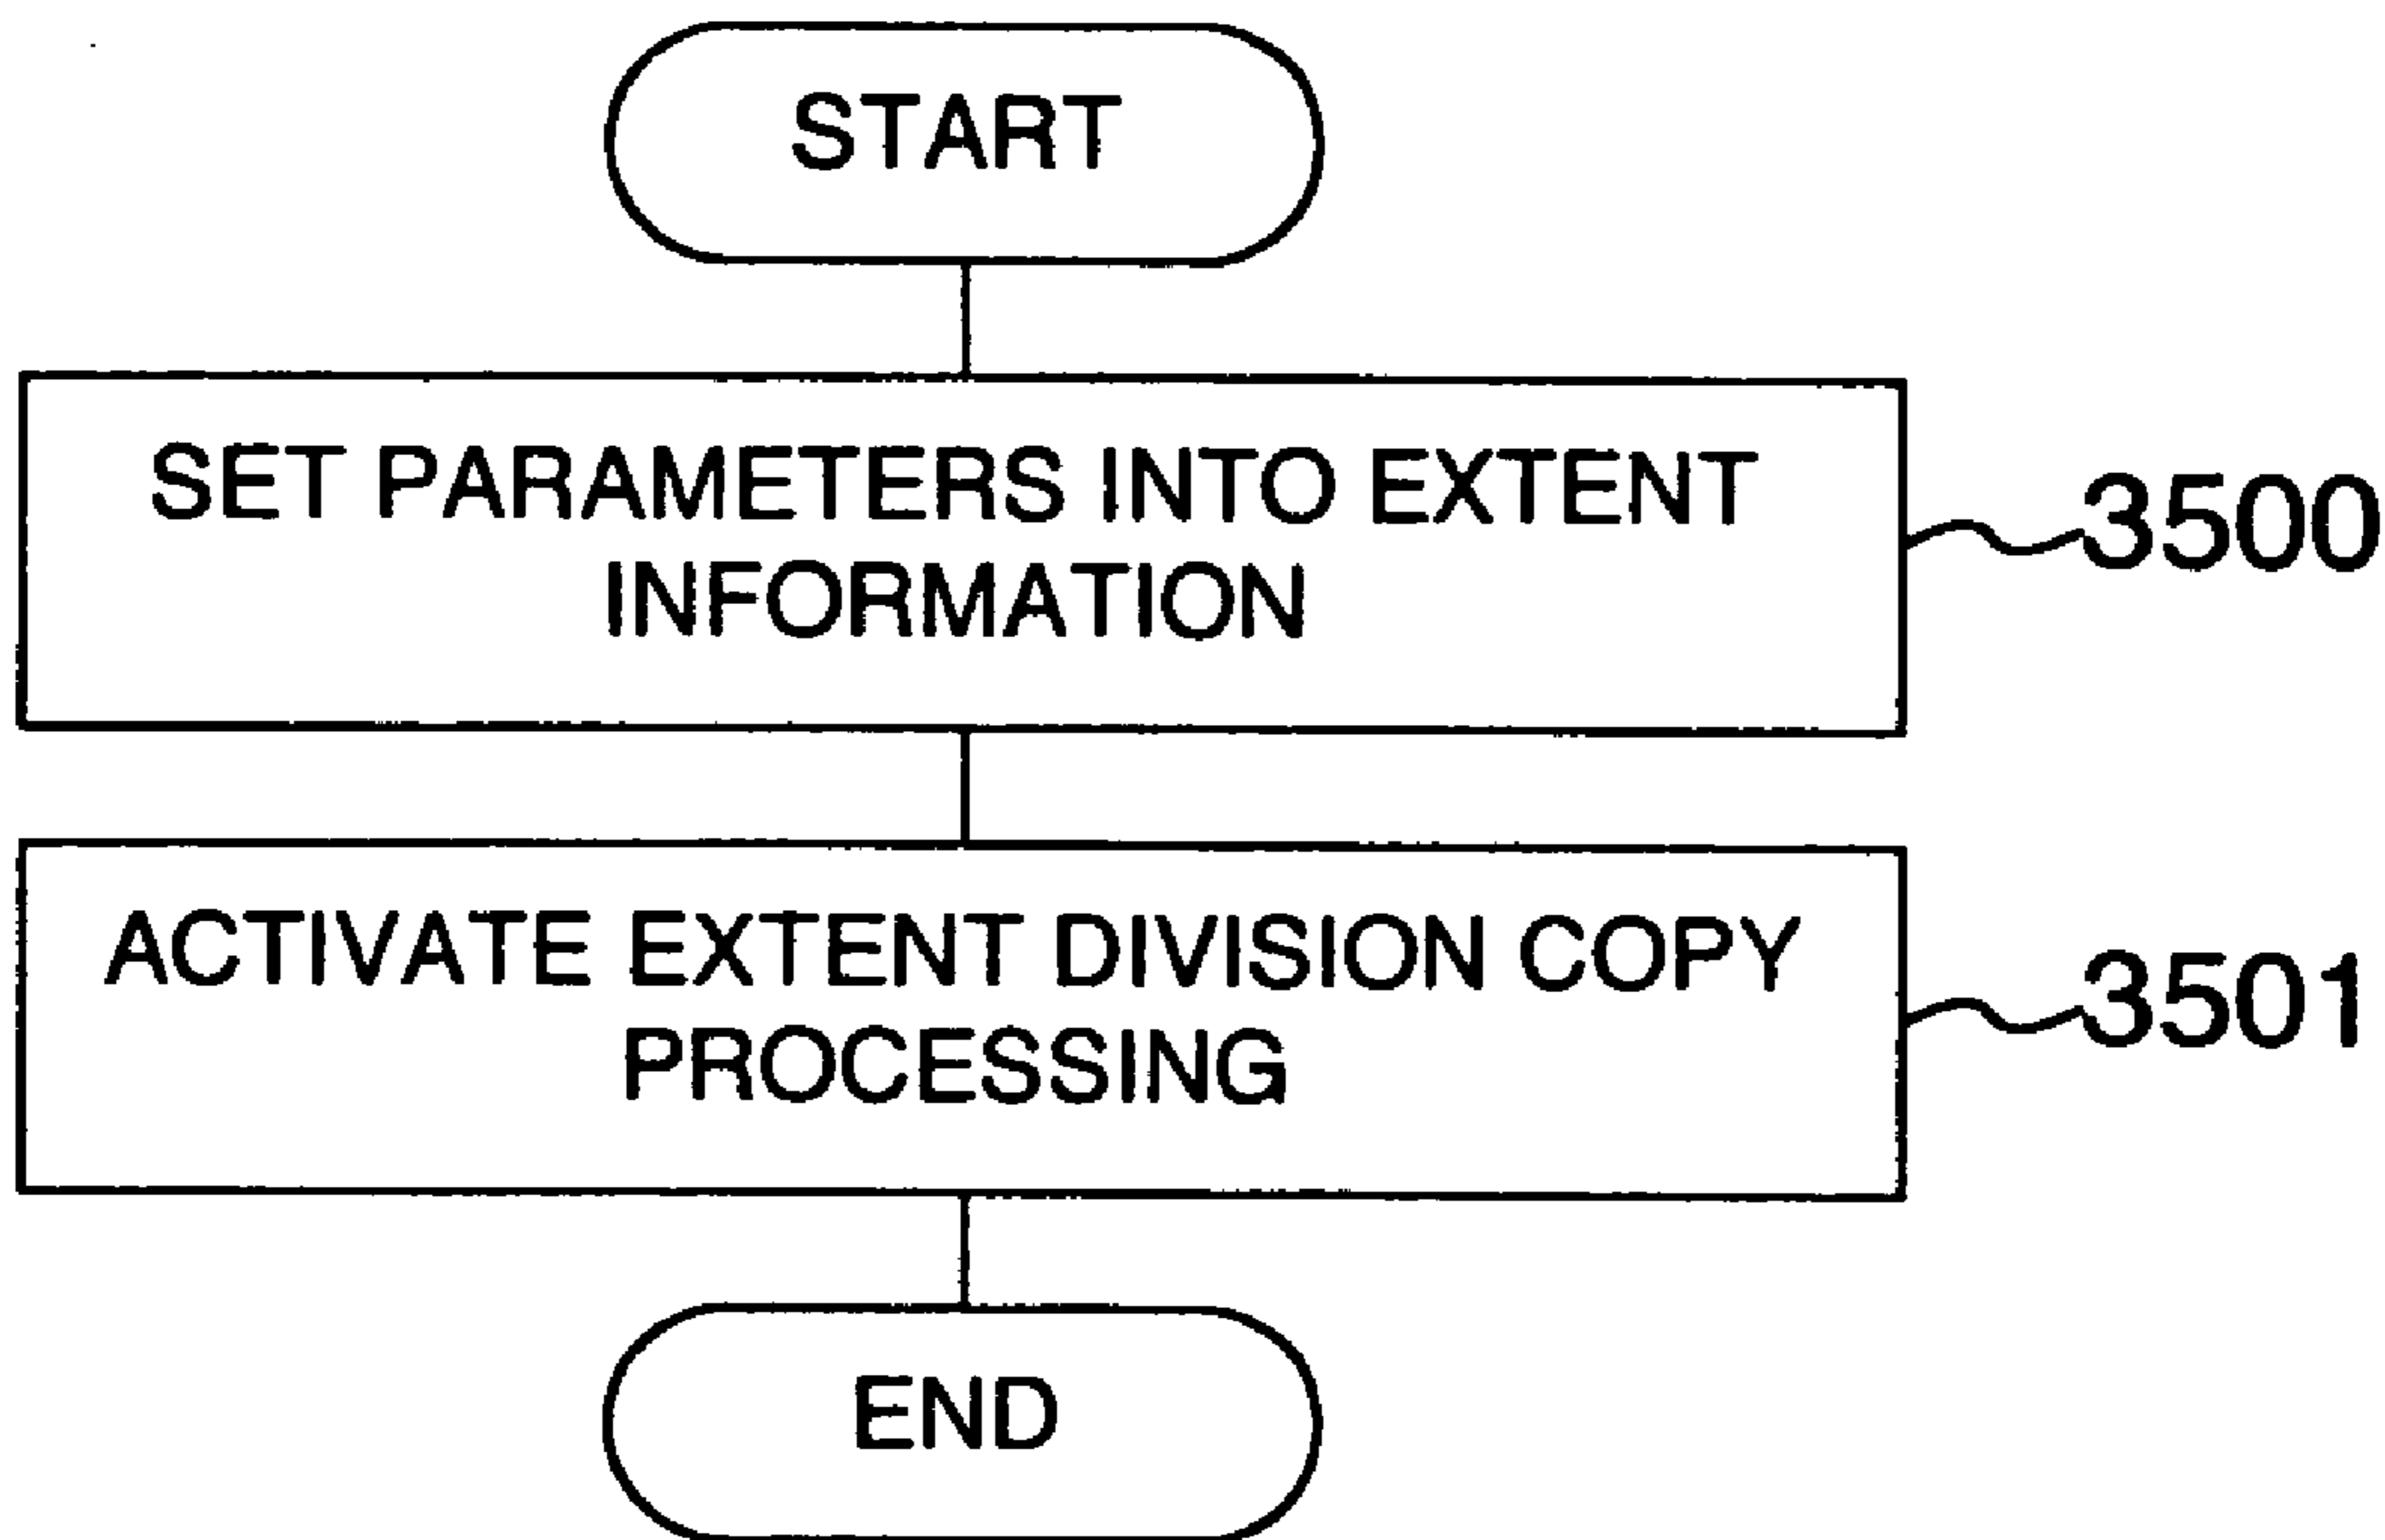 START
SET PARAMETERS INTO EXTENT
INFORMATION
3500
ACTIVATE EXTENT DIVISION COPY
PROCESSING
3501
END